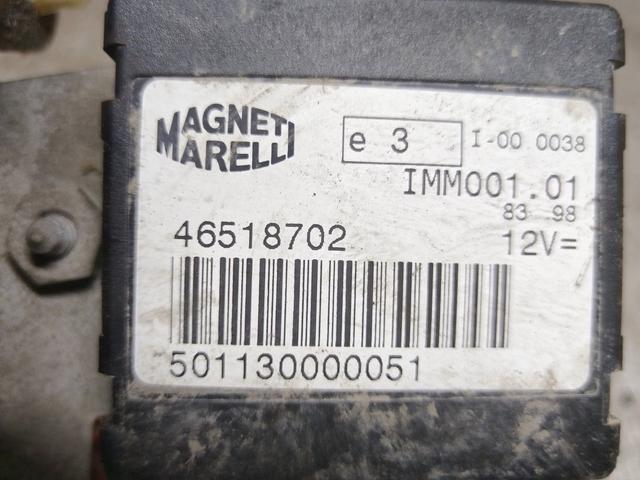 MAGNETI
MARELLI
e 3
I-00 0038
IMM001.01
83 98
46518702
12V=
501130000051